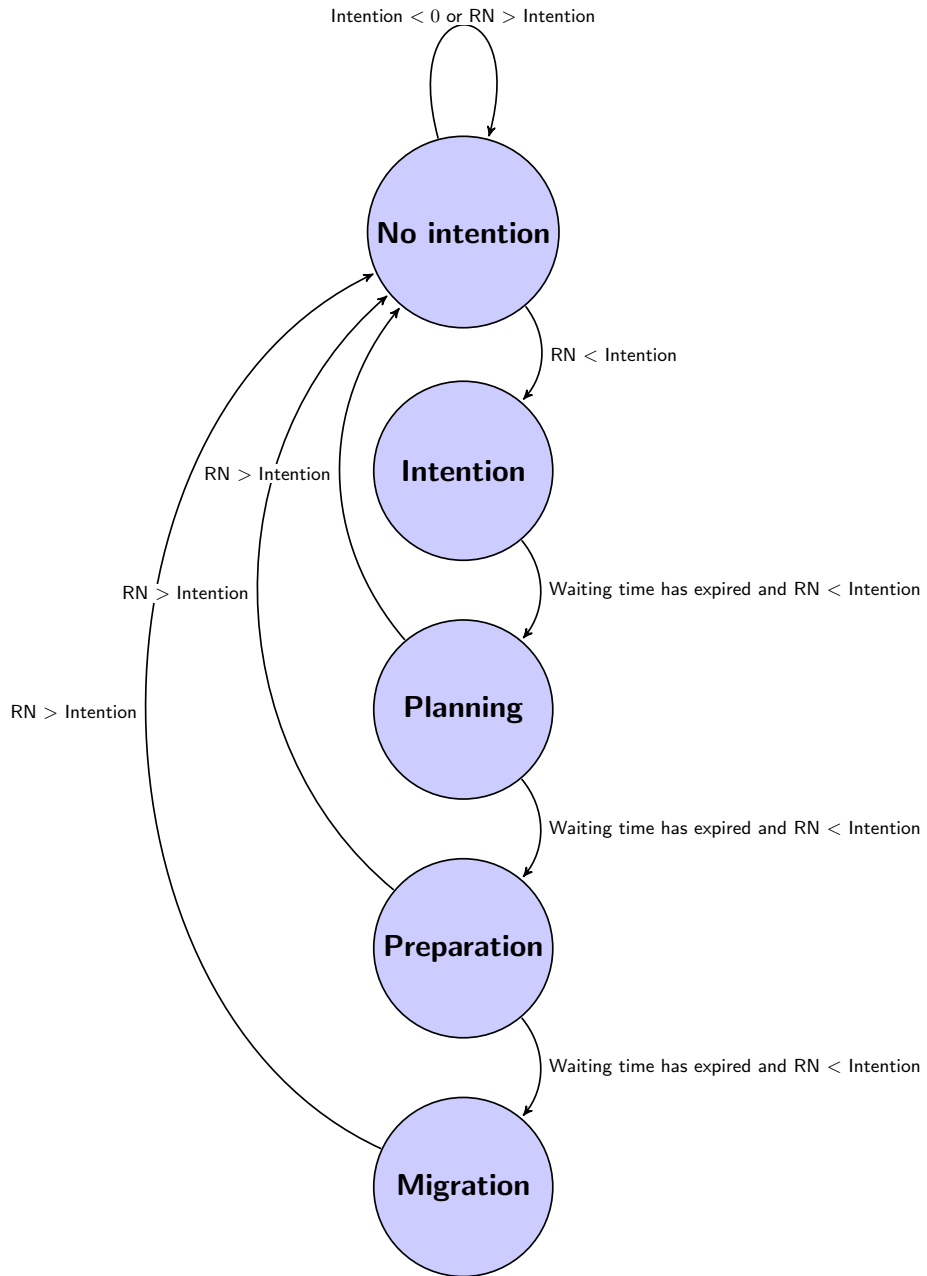 Intention < 0 or RN > Intention
No intention
RN < Intention
Intention
RN > Intention
Waiting time has expired and RN < Intention
RN > Intention
Planning
RN > Intention
Waiting time has expired and RN < Intention
Preparation
Waiting time has expired and RN < Intention
Migration